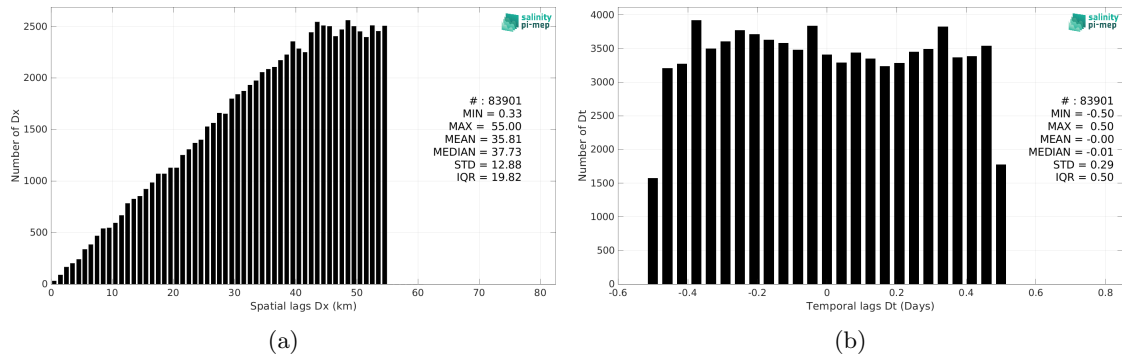 salinity
pi-mep
Number of Dx
2500
2000
1500
1000
500
0
# : 83901
MIN = 0.33
MAX = 55.00
MEAN = 35.81
MEDIAN = 37.73
STD = 12.88
IQR = 19.82
0 10 20 30 40 50 60 70 80
Spatial lags Dx (km)
(a)
salinity
pi-mep
Number of Dt
4000
3500
3000
2500
2000
1500
1000
500
0
# : 83901
MIN = -0.50
MAX = 0.50
MEAN = -0.00
MEDIAN = -0.01
STD = 0.29
IQR = 0.50
-0.6 -0.4 -0.2 0 0.2 0.4 0.6 0.8
Temporal lags Dt (Days)
(b)